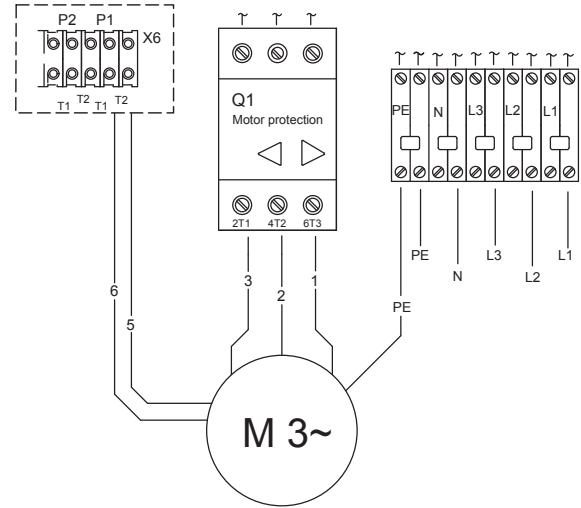 P2 P1
X6
T1 T2 T1 T2
Q1
Motor protection
2T1 4T2 6T3
PE N L3 L2 L1
PE
N
L3
L2
L1
PE
6
5
3
2
1
M 3~